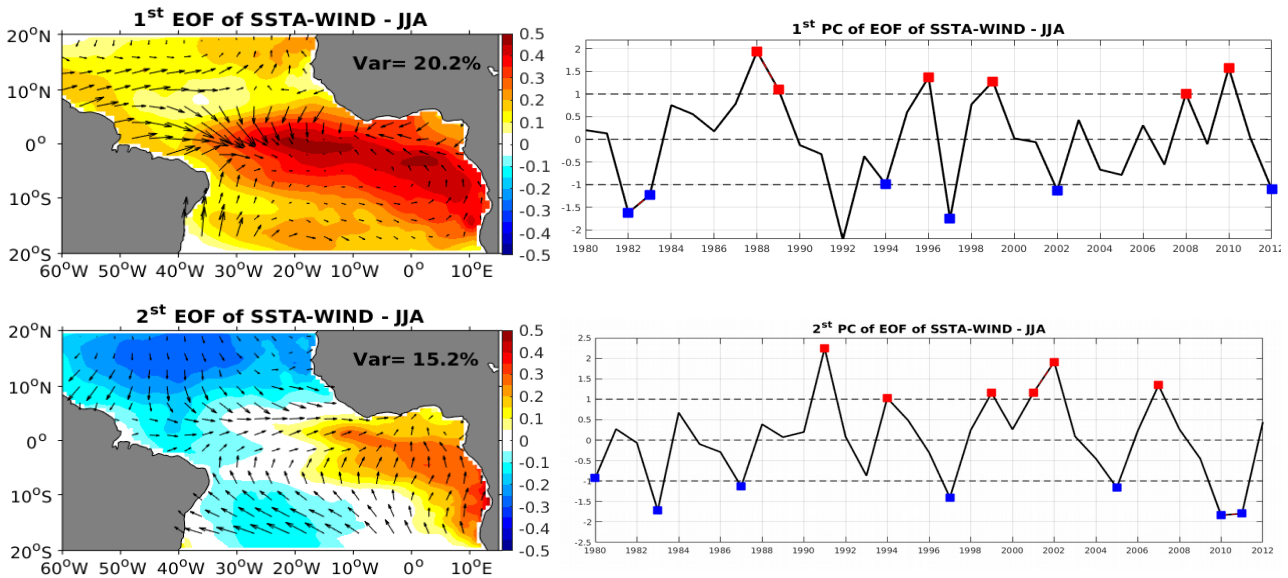 1st EOF of SSTA-WIND - JJA
Var= 20.2%
20°N
10°N
0°
10°S
20°S
60°W 50°W 40°W 30°W 20°W 10°W 0° 10°E
0.5
0.4
0.3
0.2
0.1
0
-0.1
-0.2
-0.3
-0.4
-0.5
1st PC of EOF of SSTA-WIND - JJA
2
1.5
1
0.5
0
-0.5
-1
-1.5
-2
1980 1982 1984 1986 1988 1990 1992 1994 1996 1998 2000 2002 2004 2006 2008 2010 2012
2st EOF of SSTA-WIND - JJA
Var= 15.2%
20°N
10°N
0°
10°S
20°S
60°W 50°W 40°W 30°W 20°W 10°W 0° 10°E
0.5
0.4
0.3
0.2
0.1
0
-0.1
-0.2
-0.3
-0.4
-0.5
2st PC of EOF of SSTA-WIND - JJA
2.5
2
1.5
1
0.5
0
-0.5
-1
-1.5
-2
-2.5
1980 1982 1984 1986 1988 1990 1992 1994 1996 1998 2000 2002 2004 2006 2008 2010 2012